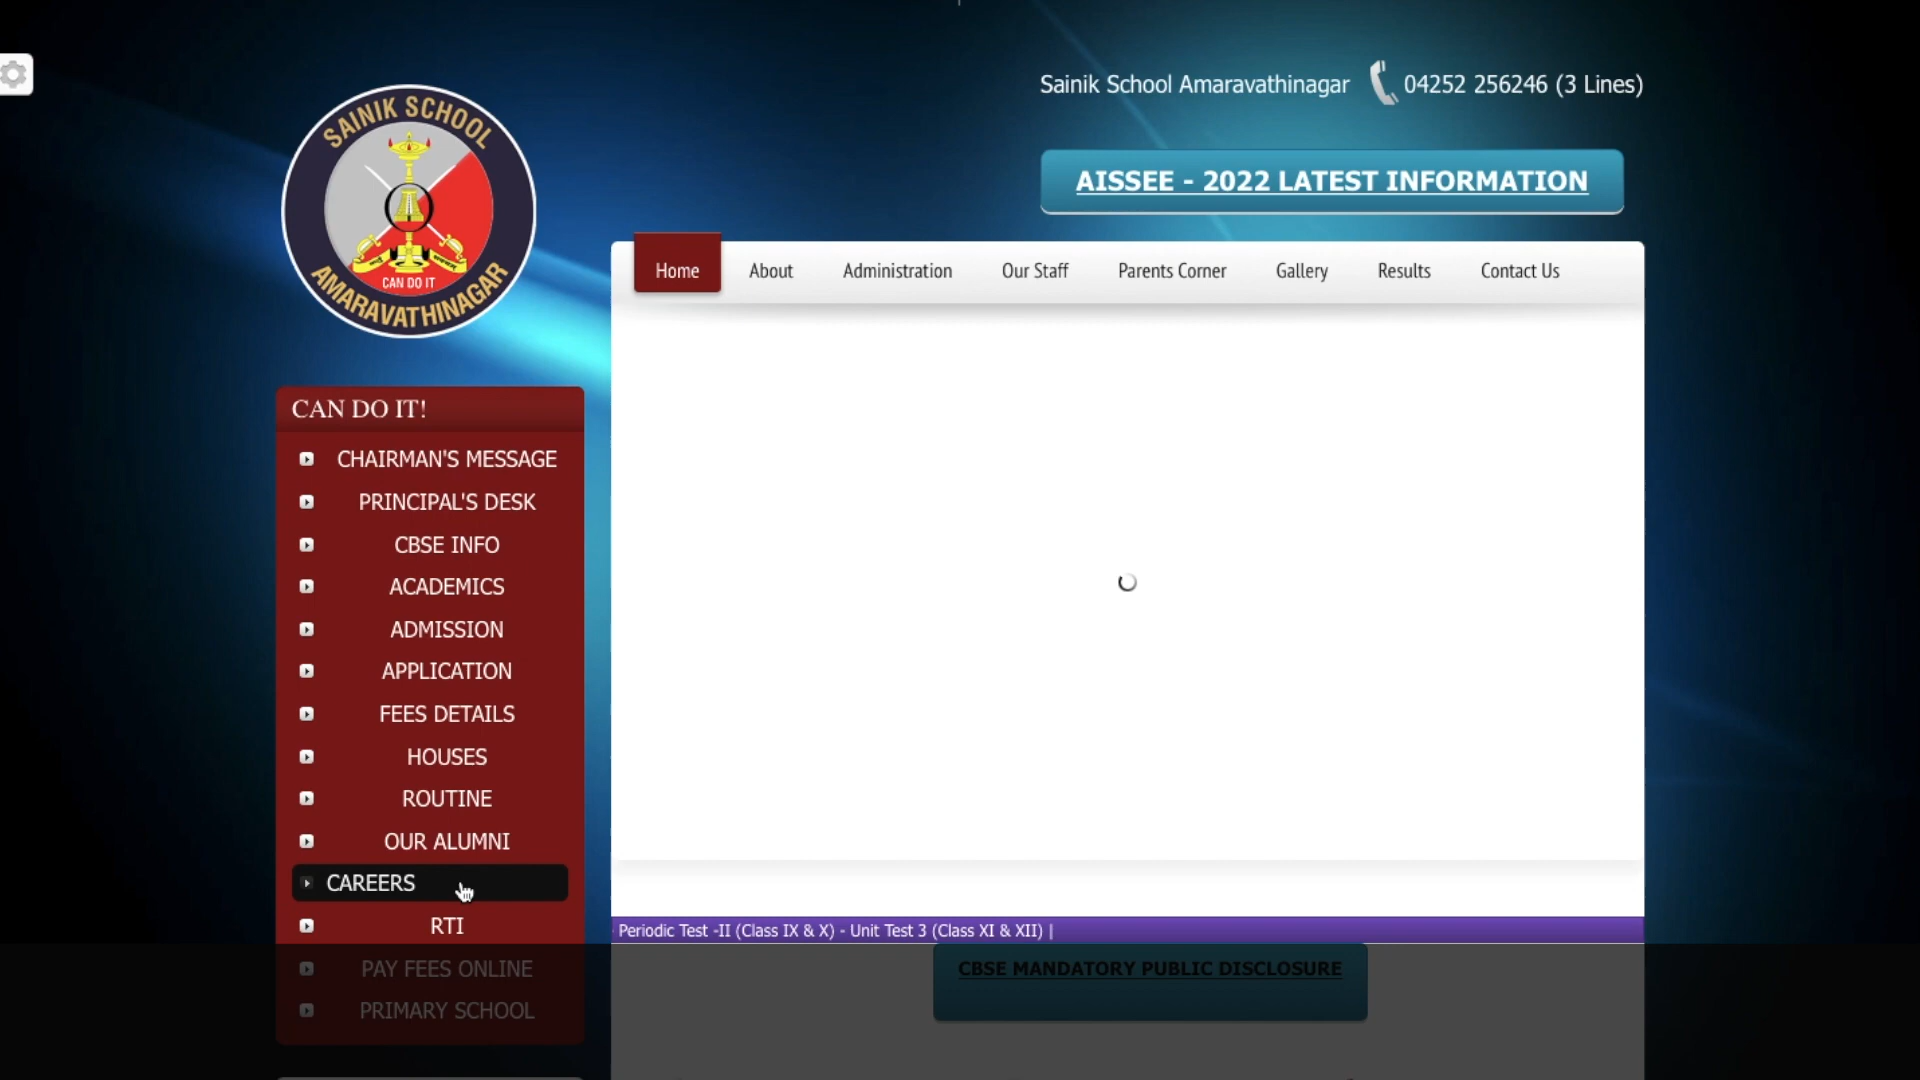 Sainik School Amaravathinagar 04252 256246 (3 Lines)
SAINIK SCHOOL
CAN DO IT
AMARAVATHINAGAR
AISSEE - 2022 LATEST INFORMATION
Home About Administration Our Staff Parents Corner Gallery Results Contact Us
CAN DO IT!
CHAIRMAN'S MESSAGE
PRINCIPAL'S DESK
CBSE INFO
ACADEMICS
ADMISSION
APPLICATION
FEES DETAILS
HOUSES
ROUTINE
OUR ALUMNI
CAREERS
RTI
PAY FEES ONLINE
PRIMARY SCHOOL
Periodic Test -II (Class IX & X) - Unit Test 3 (Class XI & XII) |
CBSE MANDATORY PUBLIC DISCLOSURE